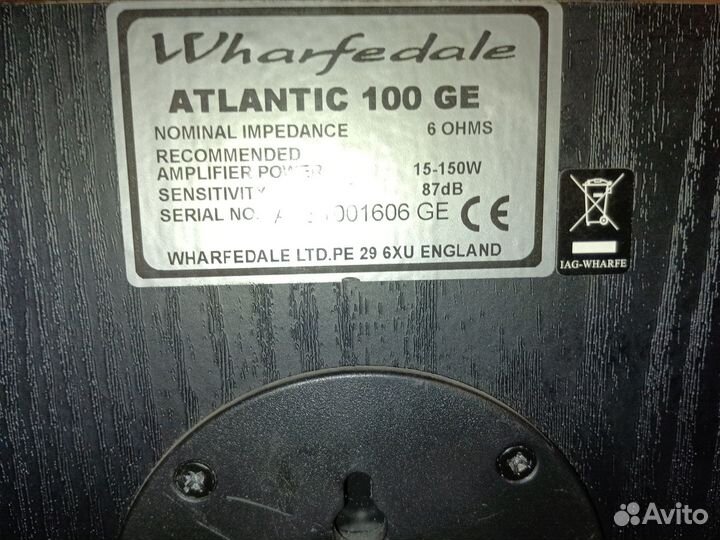 Wharfedale
ATLANTIC 100 GE
NOMINAL IMPEDANCE 6 OHMS
RECOMMENDED
AMPLIFIER POWER 15-150W
SENSITIVITY 87dB
SERIAL NO. 001606 GE CE
WHARFEDALE LTD.PE 29 6XU ENGLAND
IAG-WHARFE
Avito